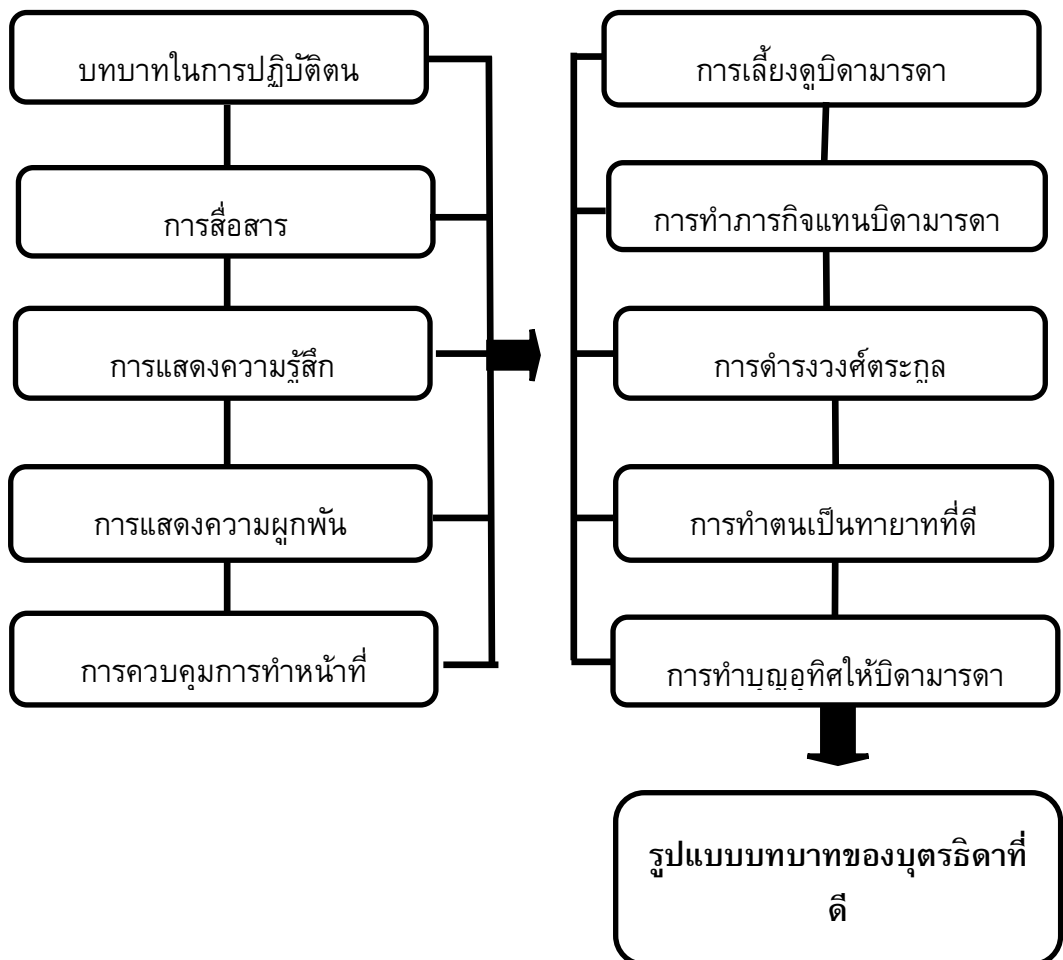 บทบาทในการปฏิบัติตน
การสื่อสาร
การแสดงความรู้สึก
การแสดงความผูกพัน
การควบคุมการทำหน้าที่
การเลี้ยงดูบิดามารดา
การทำภารกิจแทนบิดามารดา
การดำรงวงศ์ตระกูล
การทำตนเป็นทายาทที่ดี
การทำบุญอุทิศให้บิดามารดา
รูปแบบบทบาทของบุตรธิดาที่
ดี